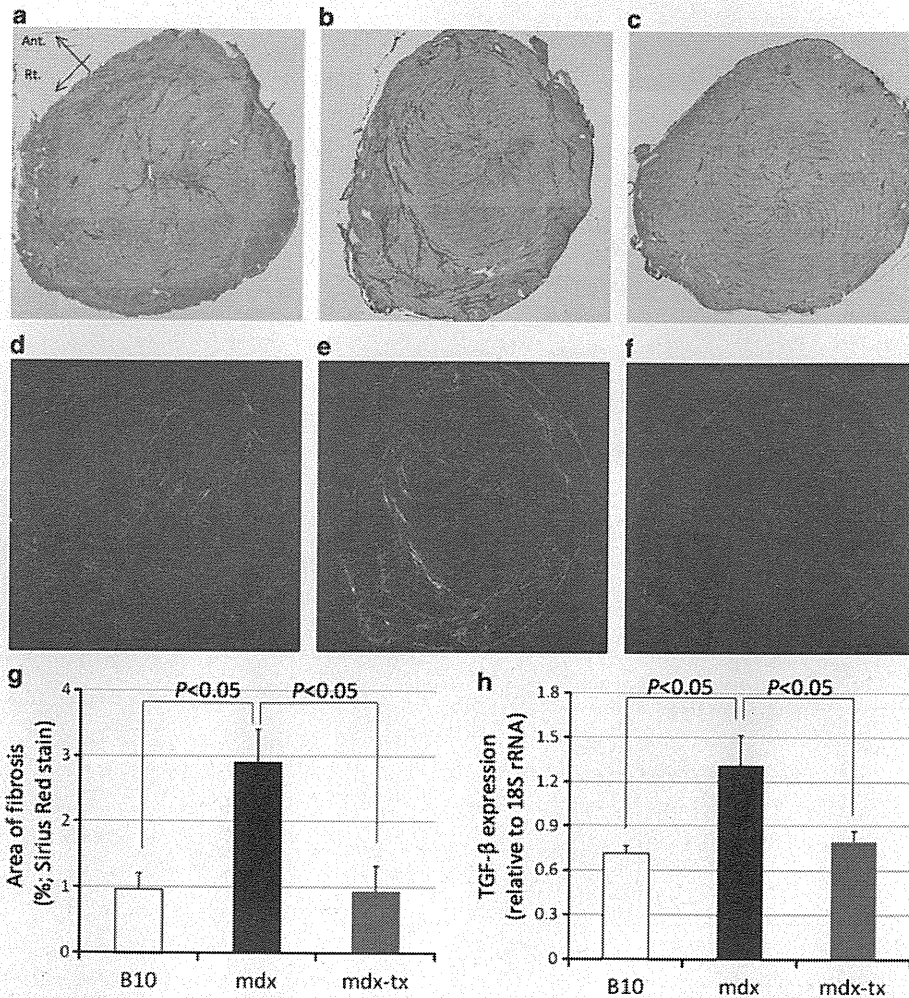 a
b
c
Ant.
Rt.
d
e
f
g
h
Area of fibrosis
(%; Sirius Red stain)
4
3
2
1
0
P<0.05
P<0.05
B10
mdx
mdx-tx
TGF-β expression
(relative to 18S rRNA)
1.8
1.5
1.2
0.9
0.6
0.3
0
P<0.05
P<0.05
B10
mdx
mdx-tx